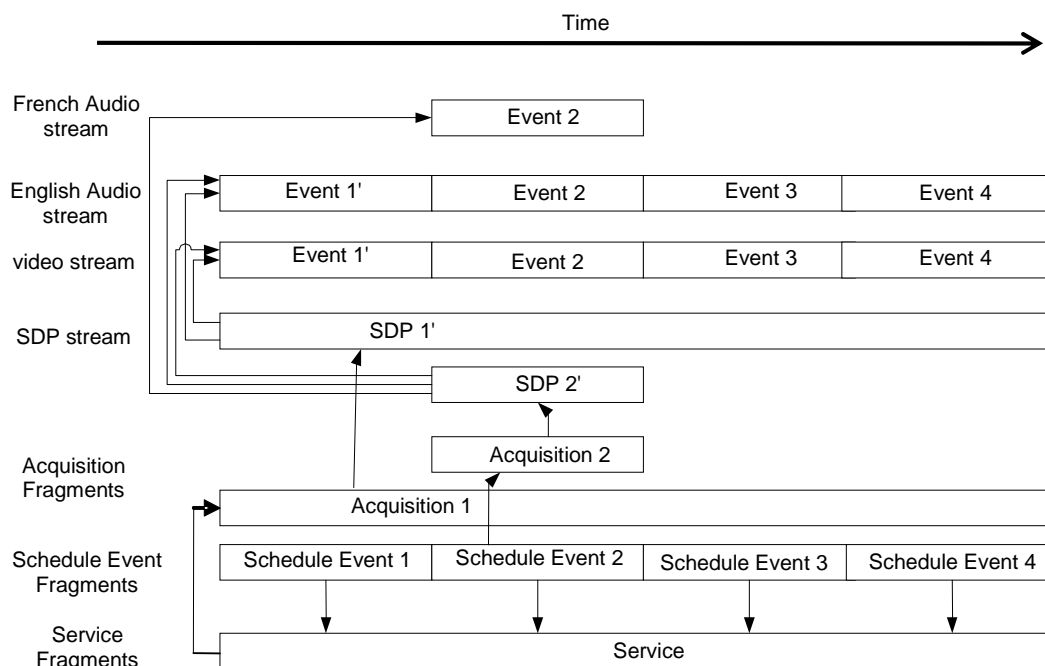 Time
French Audio
stream
Event 2
English Audio
stream
Event 1'
Event 2
Event 3
Event 4
video stream
Event 1'
Event 2
Event 3
Event 4
SDP stream
SDP 1'
SDP 2'
Acquisition 2
Acquisition
Fragments
Acquisition 1
Schedule Event
Fragments
Schedule Event 1
Schedule Event 2
Schedule Event 3
Schedule Event 4
Service
Fragments
Service